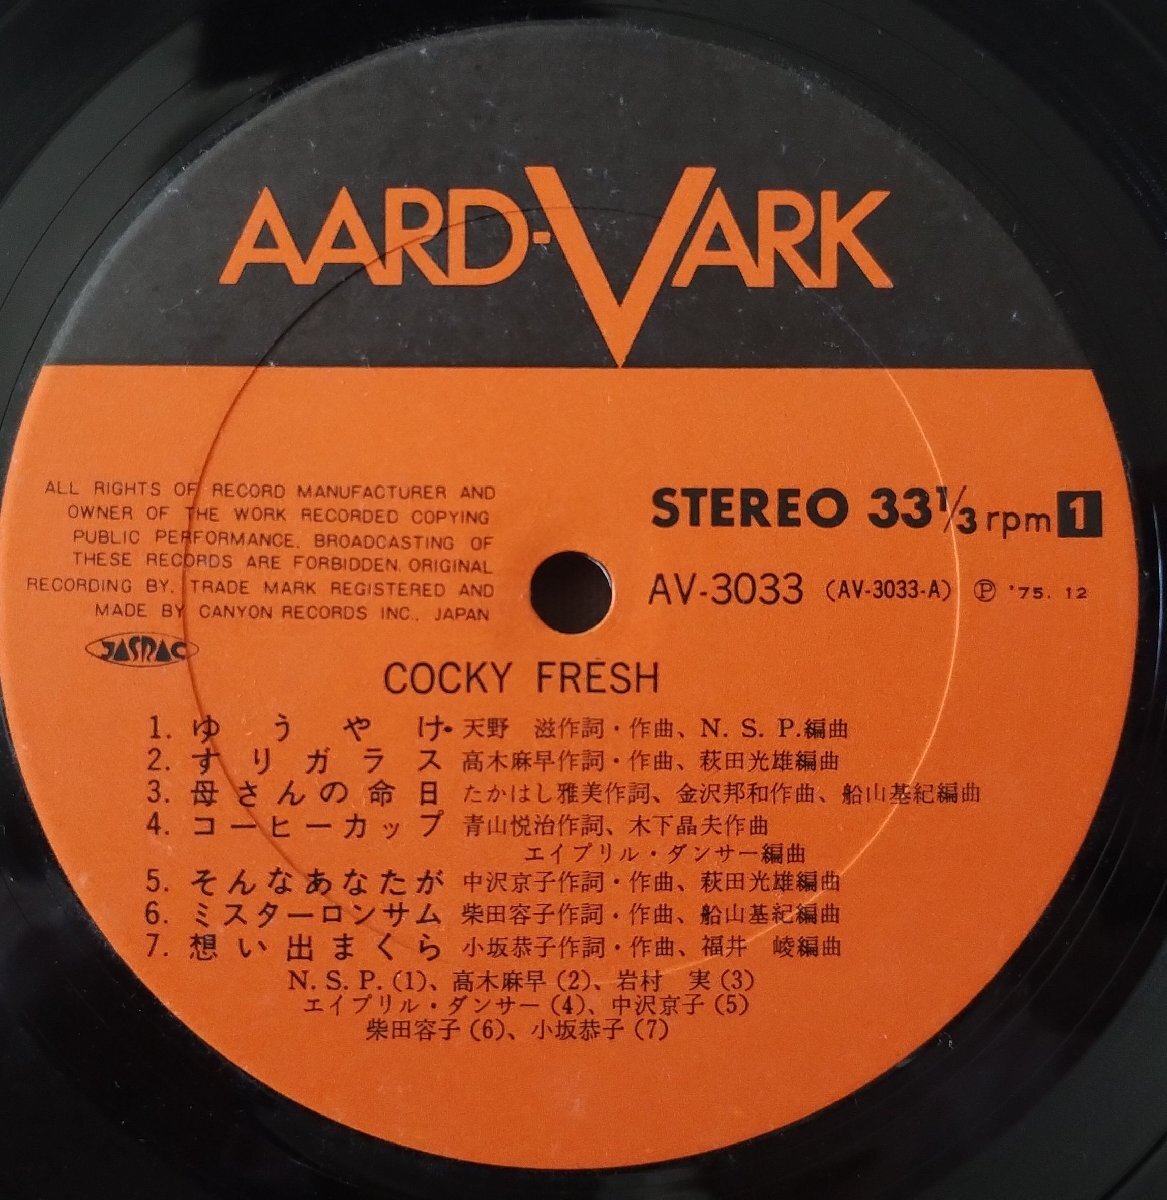 AARD-VARK
ALL RIGHTS OF RECORD MANUFACTURER AND
OWNER OF THE WORK RECORDED COPYING
PUBLIC PERFORMANCE. BROADCASTING OF
THESE RECORDS ARE FORBIDDEN. ORIGINAL
RECORDING BY. TRADE MARK REGISTERED AND
MADE BY CANYON RECORDS INC., JAPAN
JASRAC
STEREO 33 1/3 rpm 1
AV-3033 (AV-3033-A) Ⓟ '75. 12
COCKY FRESH
1. ゆうやけ・天野 滋作詞・作曲、N. S. P.編曲
2. すりガラス 高木麻早作詞・作曲、萩田光雄編曲
3. 母さんの命日 たかはし雅美作詞、金沢邦和作曲、船山基紀編曲
4. コーヒーカップ 青山悦治作詞、木下晶夫作曲
エイプリル・ダンサー編曲
5. そんなあなたが 中沢京子作詞・作曲、萩田光雄編曲
6. ミスターロンサム 柴田容子作詞・作曲、船山基紀編曲
7. 想い出まくら 小坂恭子作詞・作曲、福井 崚編曲
N. S. P. (1)、高木麻早 (2)、岩村 実 (3)
エイプリル・ダンサー (4)、中沢京子 (5)
柴田容子 (6)、小坂恭子 (7)